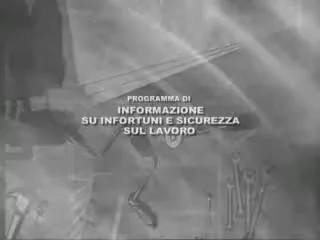 PROGRAMMA DI
INFORMAZIONE
SU INFORTUNI E SICUREZZA
SUL LAVORO